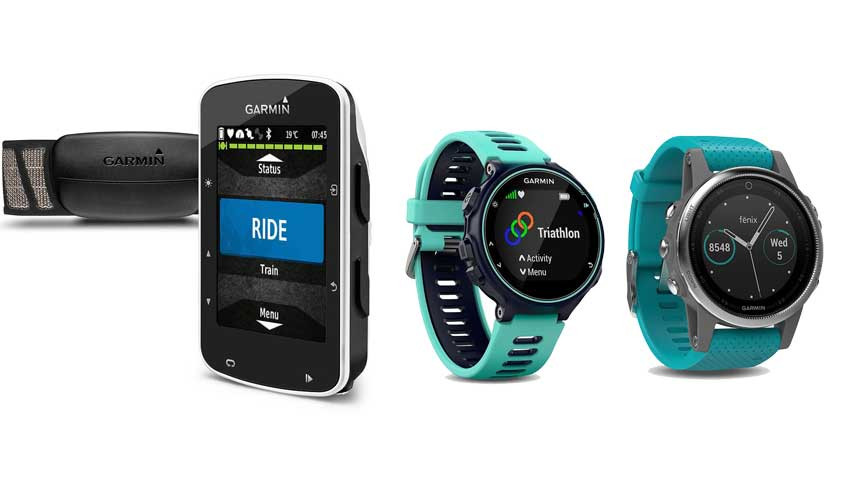 GARMIN
GARMIN
19°C 07:45
Status
RIDE
Train
Menu
GARMIN
Triathlon
Activity
Menu
fēnix
8548
Wed
5
GARMIN